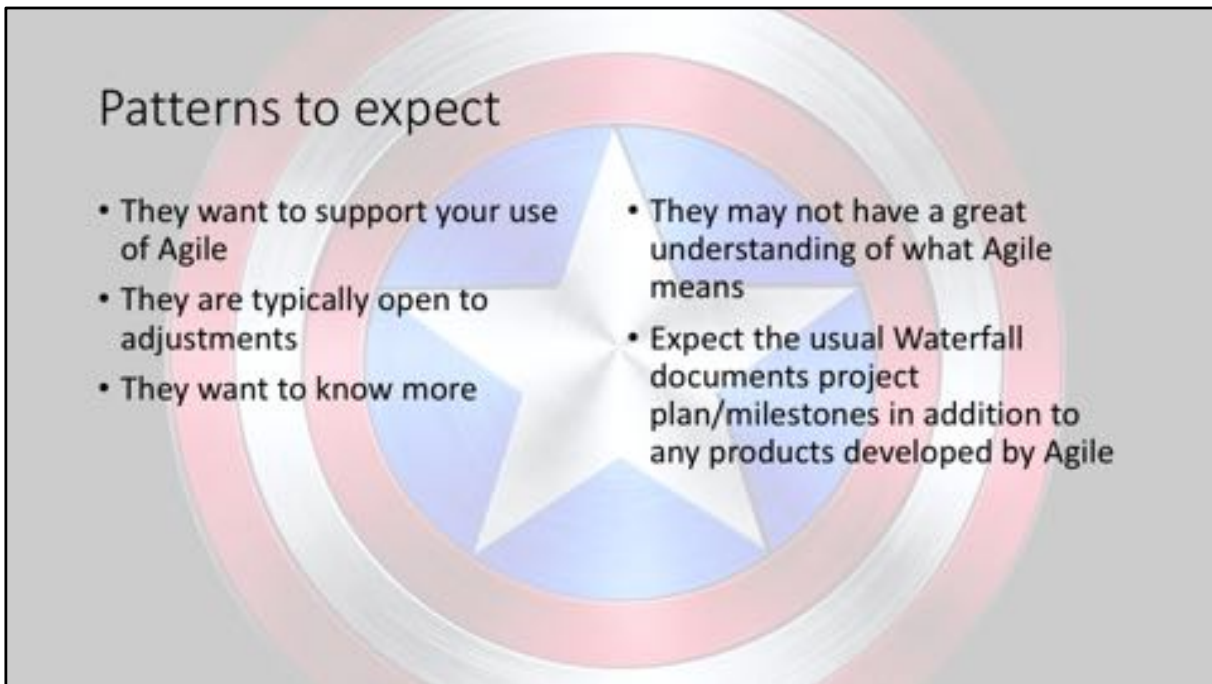 Patterns to expect
• They want to support your use
of Agile
• They are typically open to
adjustments
• They want to know more
• They may not have a great
understanding of what Agile
means
• Expect the usual Waterfall
documents project
plan/milestones in addition to
any products developed by Agile